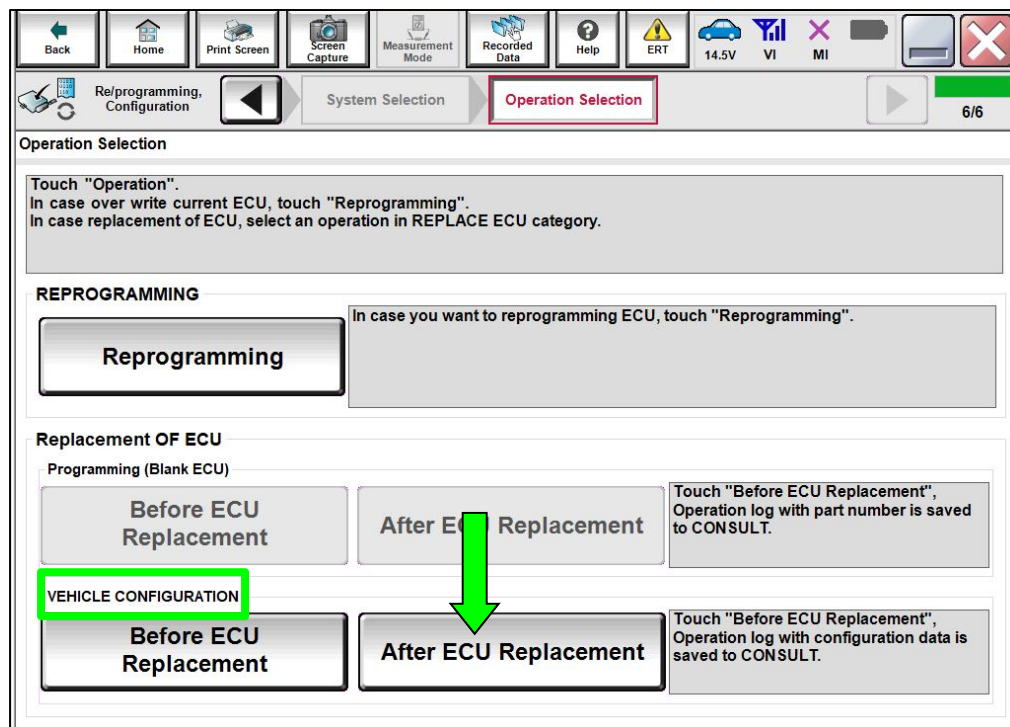 Back
Home
Print Screen
Screen
Capture
Measurement
Mode
Recorded
Data
Help
ERT
14.5V
VI
MI
Re/programming,
Configuration
System Selection
Operation Selection
6/6
Operation Selection
Touch "Operation".
In case over write current ECU, touch "Reprogramming".
In case replacement of ECU, select an operation in REPLACE ECU category.
REPROGRAMMING
Reprogramming
In case you want to reprogramming ECU, touch "Reprogramming".
Replacement OF ECU
Programming (Blank ECU)
Before ECU
Replacement
After ECU Replacement
Touch "Before ECU Replacement",
Operation log with part number is saved
to CONSULT.
VEHICLE CONFIGURATION
Before ECU
Replacement
After ECU Replacement
Touch "Before ECU Replacement",
Operation log with configuration data is
saved to CONSULT.